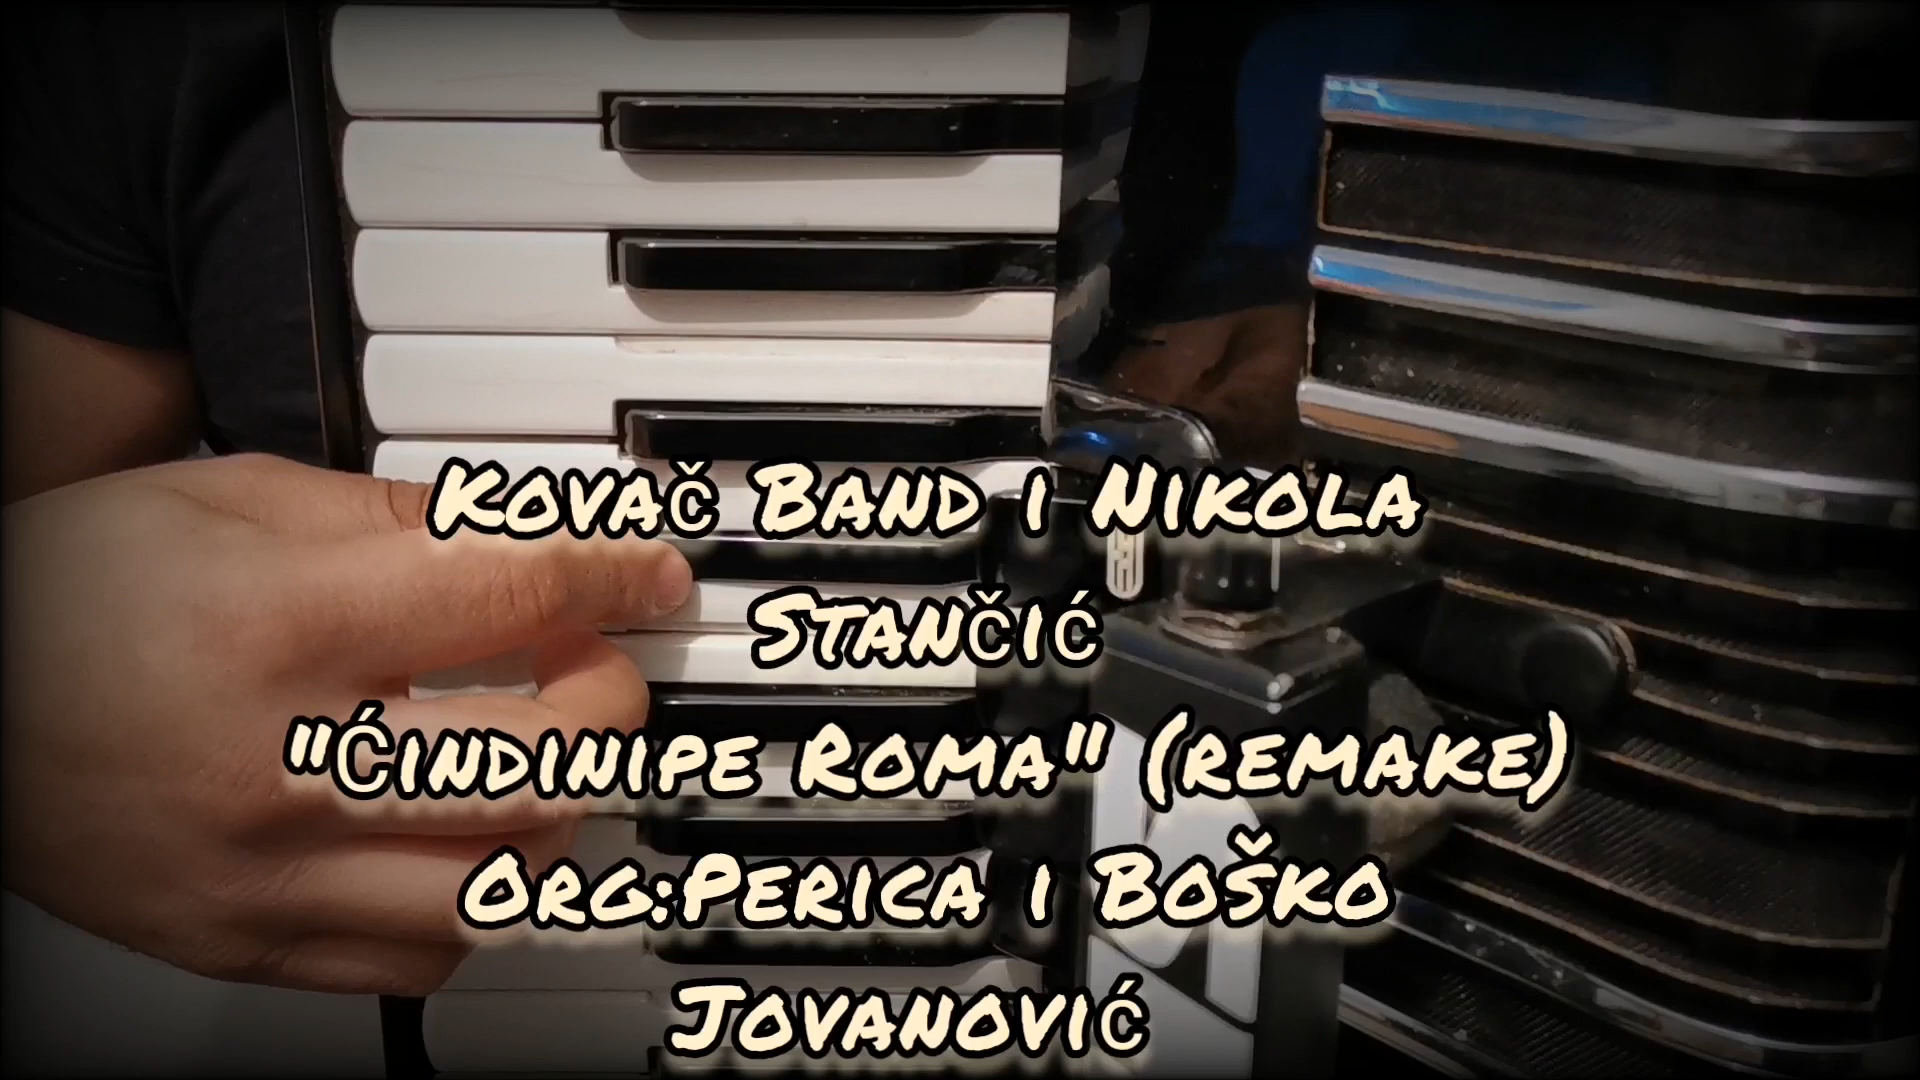 Kovač Band i Nikola
Stančić
"Ćindinipe Roma" (remake)
Org:Perica i Boško
Jovanović